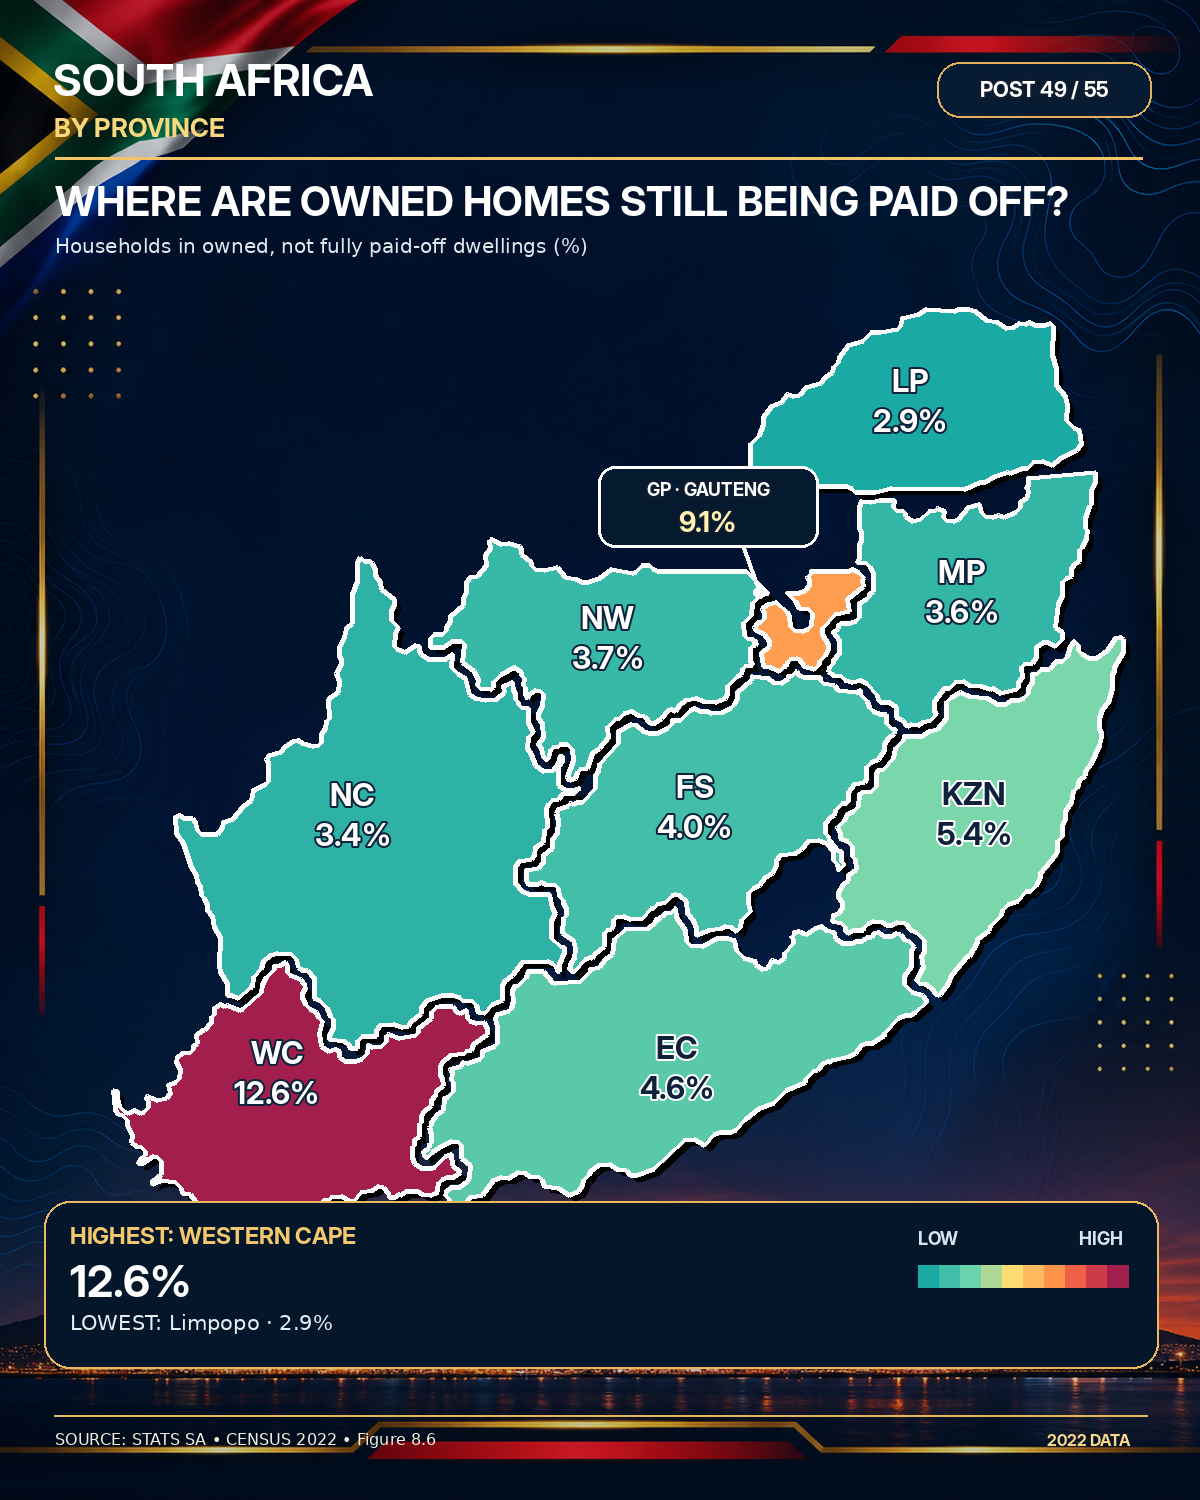 SOUTH AFRICA
BY PROVINCE
POST 49 / 55
WHERE ARE OWNED HOMES STILL BEING PAID OFF?
Households in owned, not fully paid-off dwellings (%)
LP
2.9%
GP · GAUTENG
9.1%
MP
3.6%
NW
3.7%
NC
3.4%
FS
4.0%
KZN
5.4%
WC
12.6%
EC
4.6%
HIGHEST: WESTERN CAPE
12.6%
LOWEST: Limpopo · 2.9%
LOW HIGH
SOURCE: STATS SA • CENSUS 2022 • Figure 8.6
2022 DATA